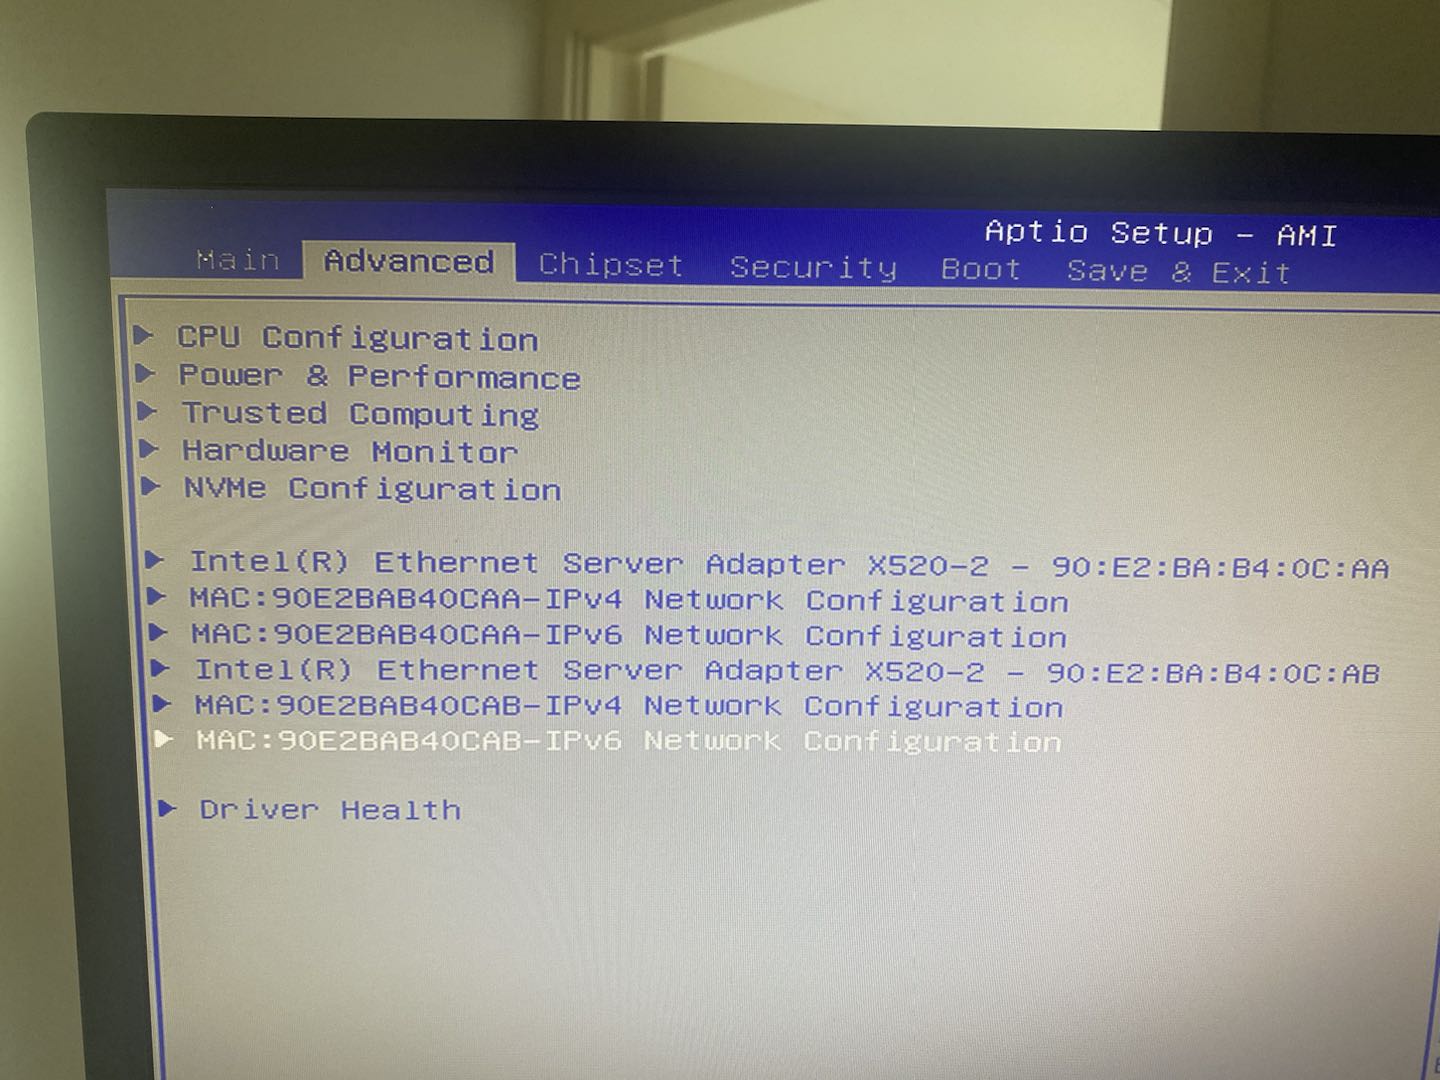 Aptio Setup - AMI
Main Advanced Chipset Security Boot Save & Exit
CPU Configuration
Power & Performance
Trusted Computing
Hardware Monitor
NVMe Configuration
Intel(R) Ethernet Server Adapter X520-2 - 90:E2:BA:B4:0C:AA
MAC:90E2BAB40CAA-IPv4 Network Configuration
MAC:90E2BAB40CAA-IPv6 Network Configuration
Intel(R) Ethernet Server Adapter X520-2 - 90:E2:BA:B4:0C:AB
MAC:90E2BAB40CAB-IPv4 Network Configuration
MAC:90E2BAB40CAB-IPv6 Network Configuration
Driver Health